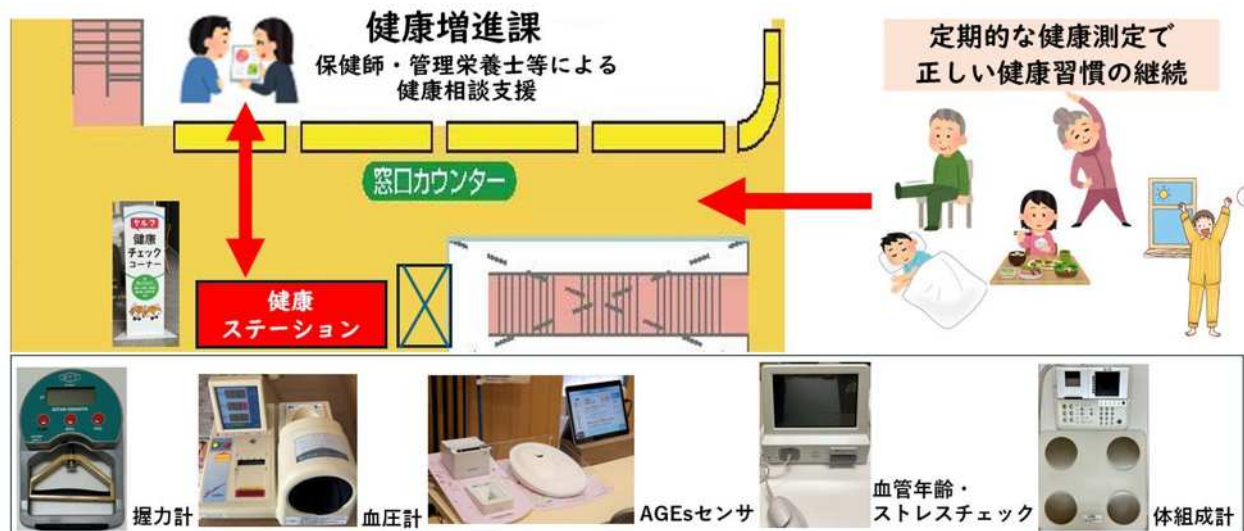 健康増進課
保健師・管理栄養士等による
健康相談支援
定期的な健康測定で
正しい健康習慣の継続
窓口カウンター
セルフ
健康
チェック
コーナー
健康
ステーション
握力計
血圧計
AGEsセンサ
血管年齢・
ストレスチェック
体組成計